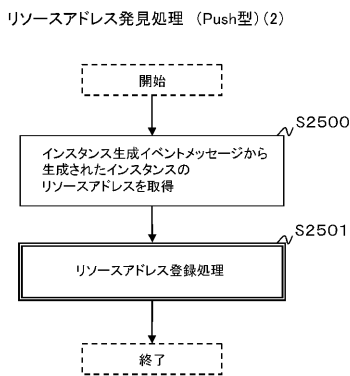 リソースアドレス発見処理 (Push型)(2)
開始
S2500
インスタンス生成イベントメッセージから
生成されたインスタンスの
リソースアドレスを取得
S2501
リソースアドレス登録処理
終了